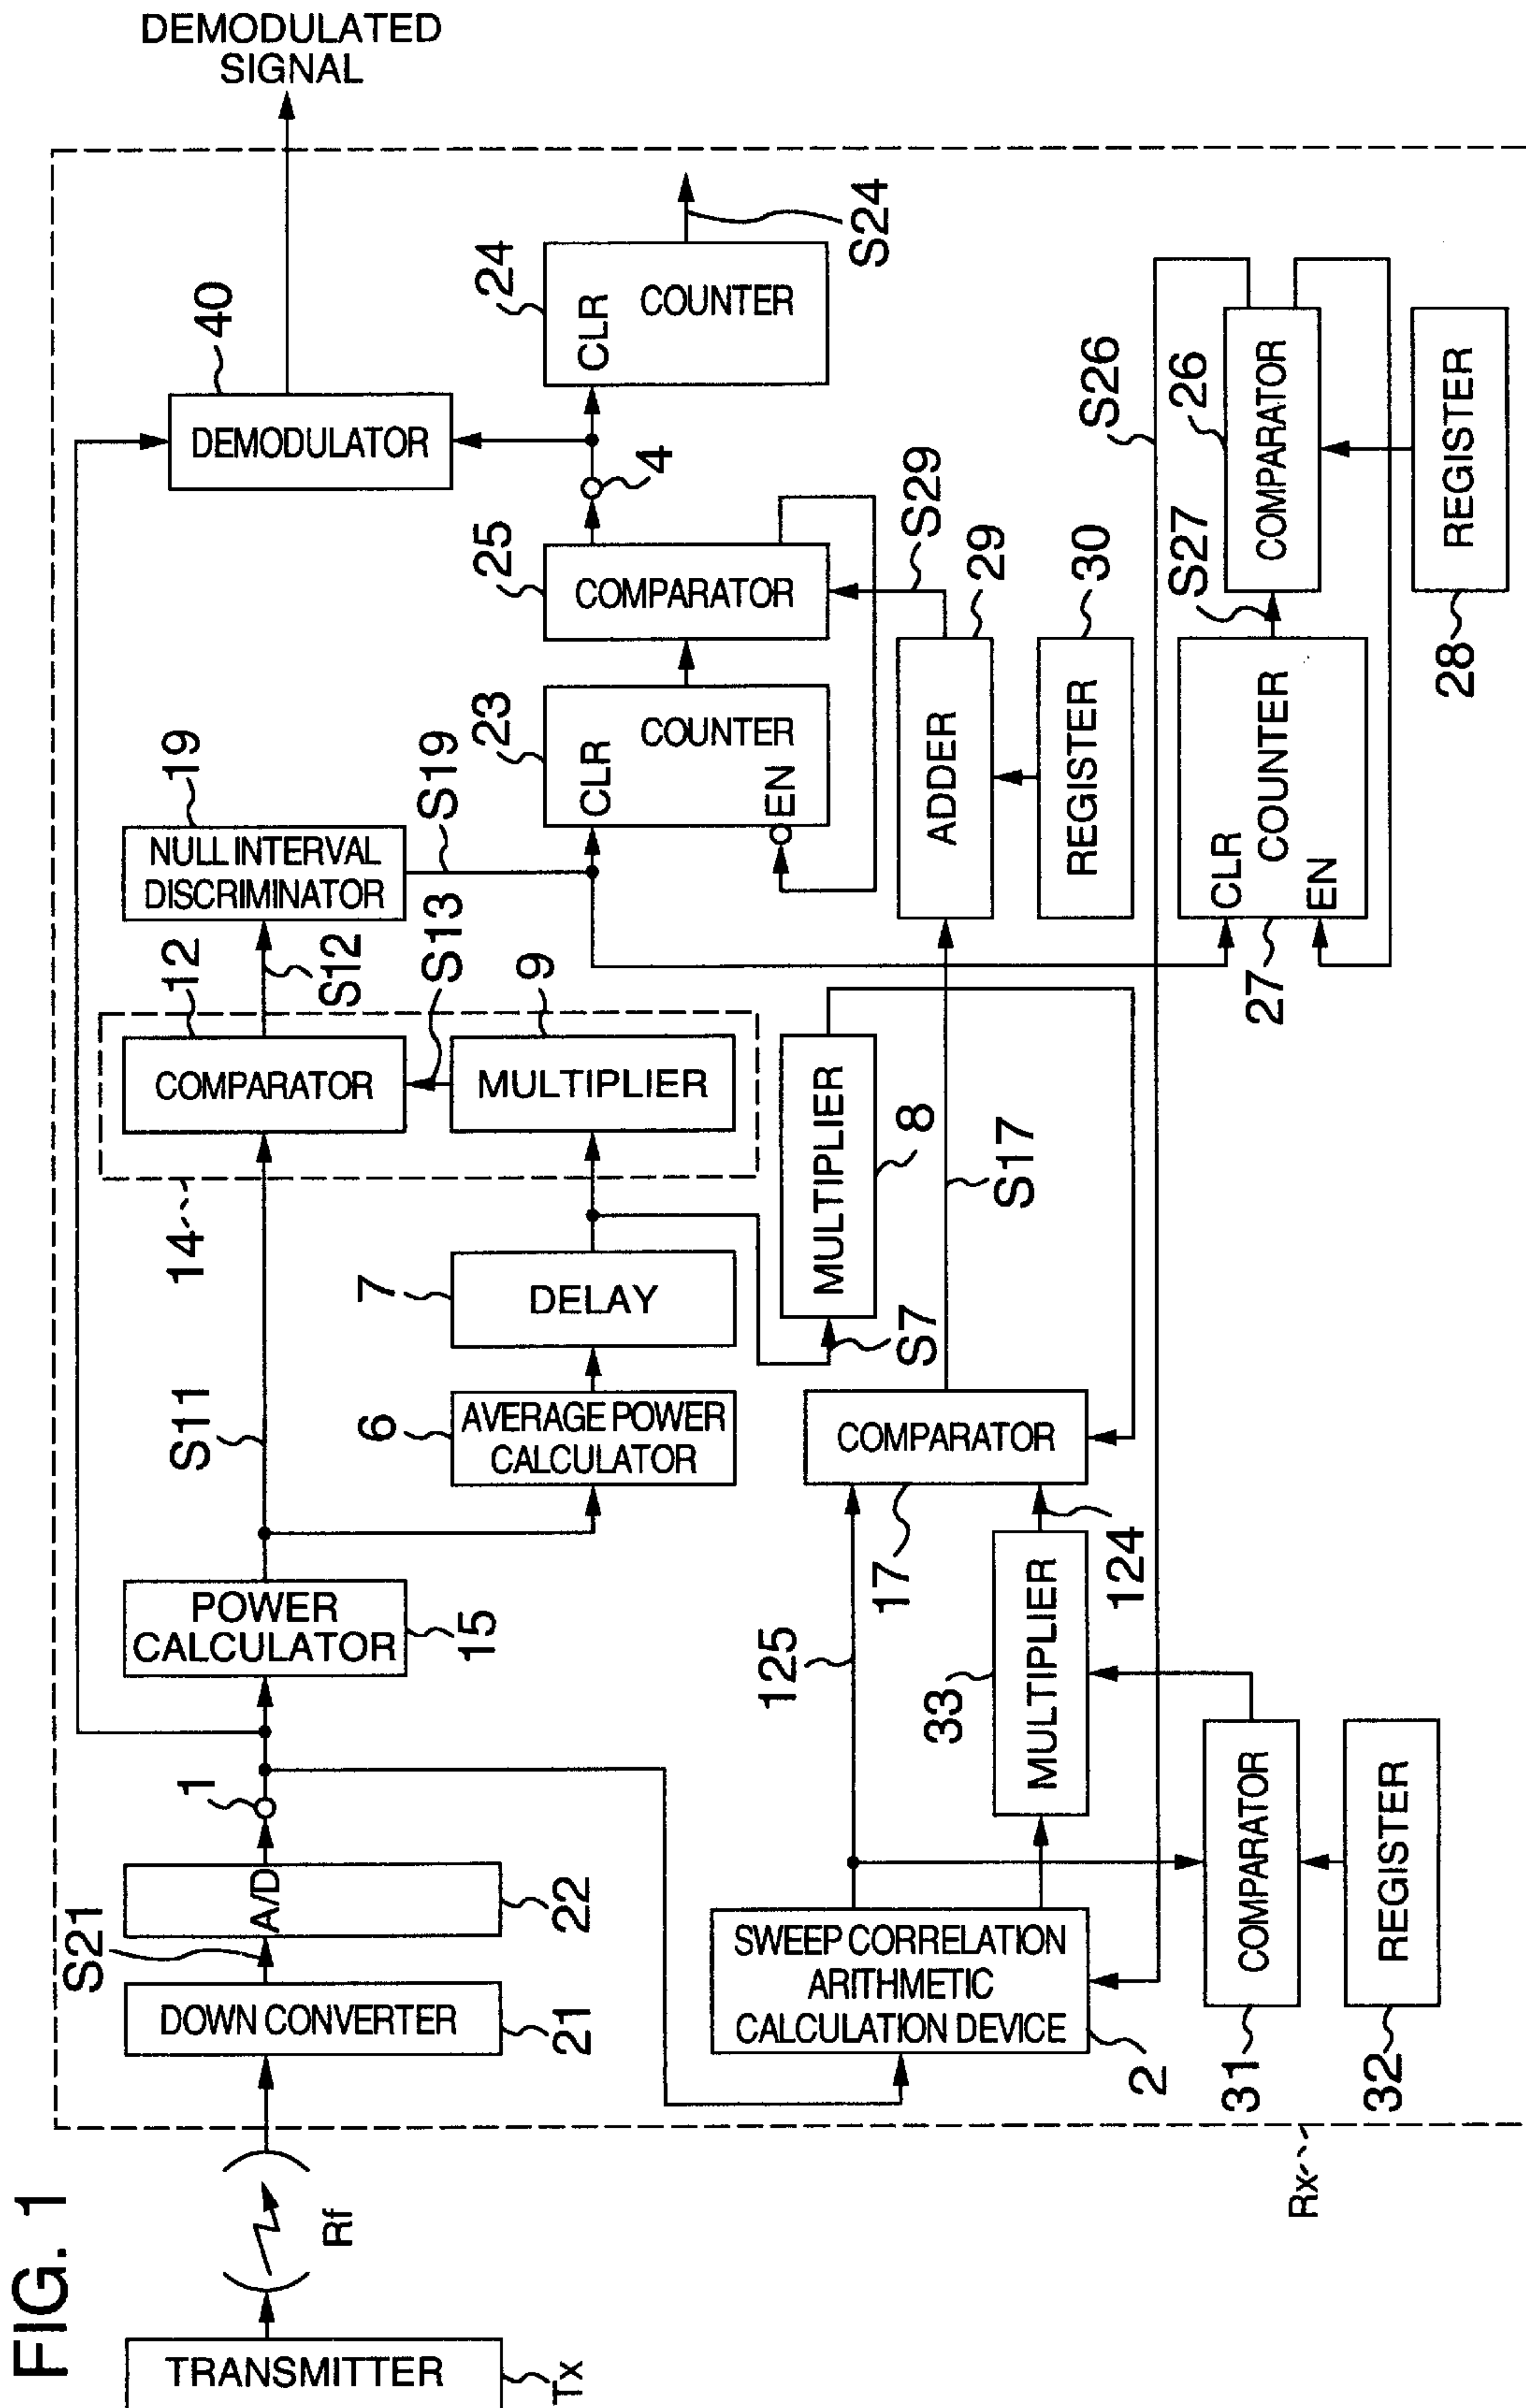 FIG. 1
TRANSMITTER
Tx
Rf
Rx
DOWN CONVERTER
21
S21
A/D
22
1
POWER
CALCULATOR
15
S11
AVERAGE POWER
CALCULATOR
6
DELAY
7
14
COMPARATOR
12
S12
S13
MULTIPLIER
9
NULL INTERVAL
DISCRIMINATOR
19
S19
MULTIPLIER
8
S7
SWEEP CORRELATION
ARITHMETIC
CALCULATION DEVICE
2
125
MULTIPLIER
33
124
COMPARATOR
17
S17
COMPARATOR
31
REGISTER
32
CLR
COUNTER
EN
23
COMPARATOR
25
4
ADDER
29
S29
REGISTER
30
CLR
COUNTER
24
S24
DEMODULATOR
40
DEMODULATED
SIGNAL
CLR
COUNTER
EN
27
S27
COMPARATOR
26
S26
REGISTER
28